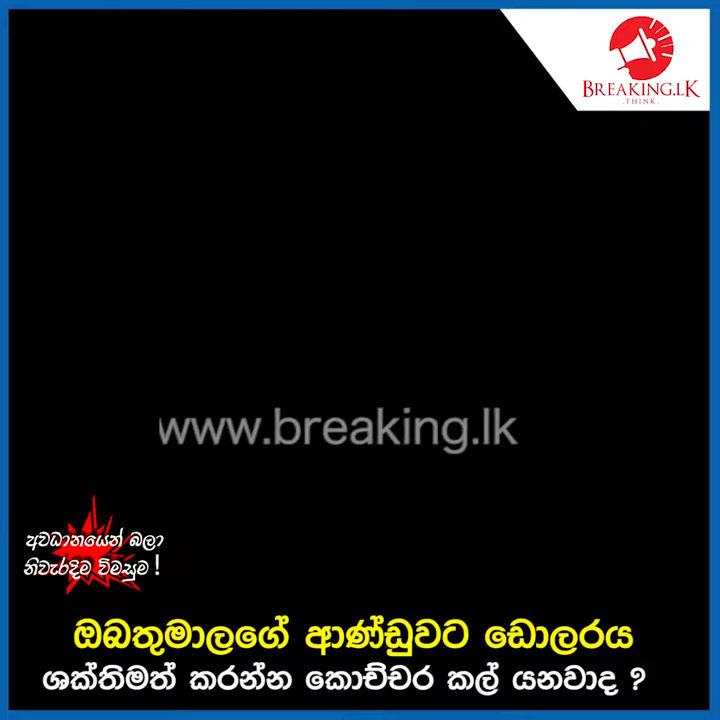 BREAKING.LK
.THINK.
www.breaking.lk
අවධානයෙන් බලා
නිවැරදිම විමසුම !
ඔබතුමාලගේ ආණ්ඩුවට ඩොලරය
ශක්තිමත් කරන්න කොච්චර කල් යනවාද ?